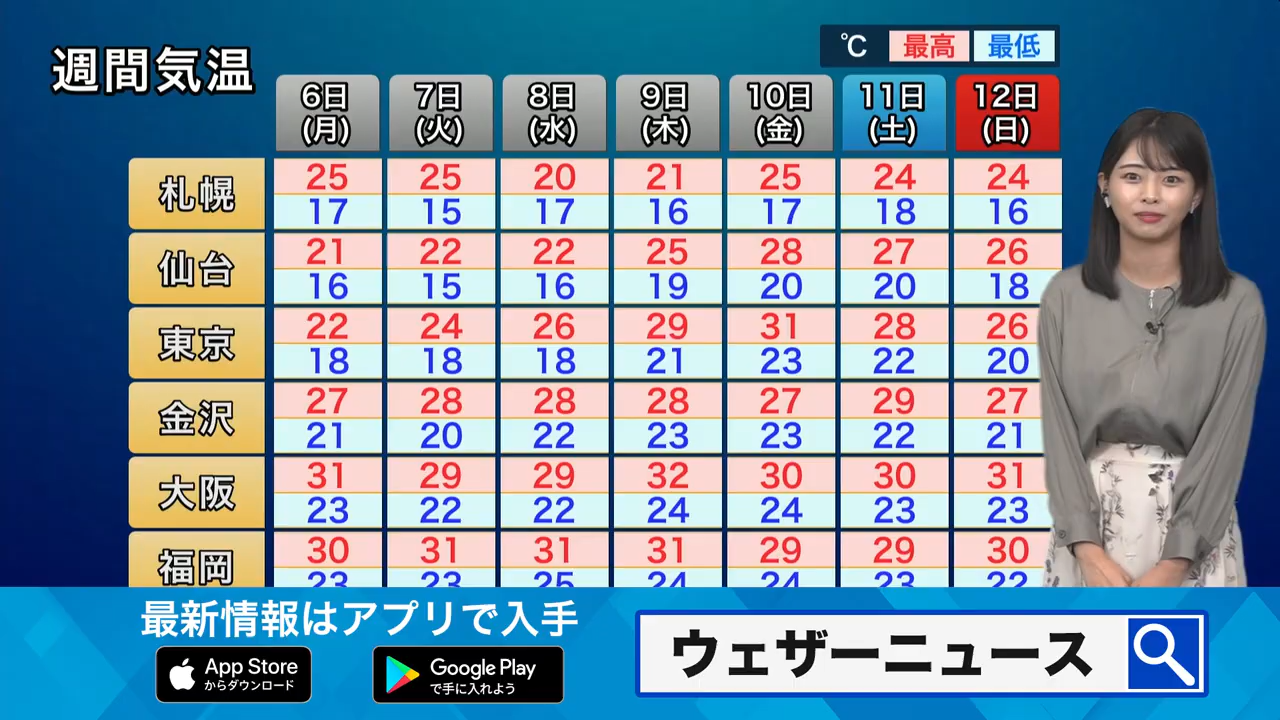 週間気温
℃ 最高 最低
6日 7日 8日 9日 10日 11日 12日
(月) (火) (水) (木) (金) (土) (日)
札幌 25 25 20 21 25 24 24
17 15 17 16 17 18 16
仙台 21 22 22 25 28 27 26
16 15 16 19 20 20 18
東京 22 24 26 29 31 28 26
18 18 18 21 23 22 20
金沢 27 28 28 28 27 29 27
21 20 22 23 23 22 21
大阪 31 29 29 32 30 30 31
23 22 22 24 24 23 23
福岡 30 31 31 31 29 29 30
23 23 25 24 24 23 22
最新情報はアプリで入手
App Store
からダウンロード
Google Play
で手に入れよう
ウェザーニュース